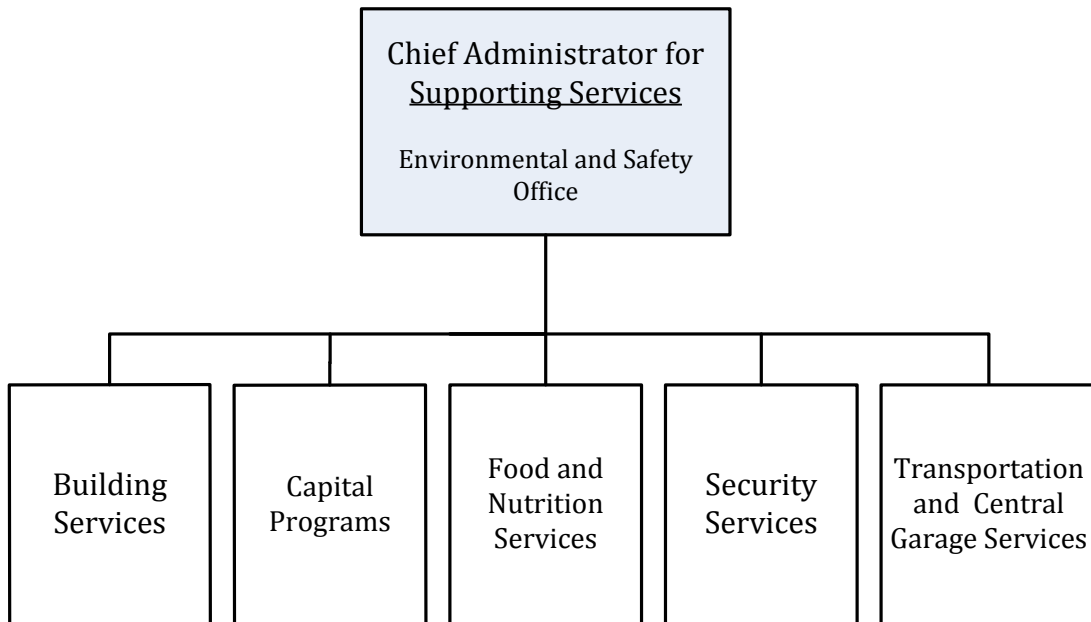 Chief Administrator for
Supporting Services
Environmental and Safety
Office
Building
Services
Capital
Programs
Food and
Nutrition
Services
Security
Services
Transportation
and Central
Garage Services